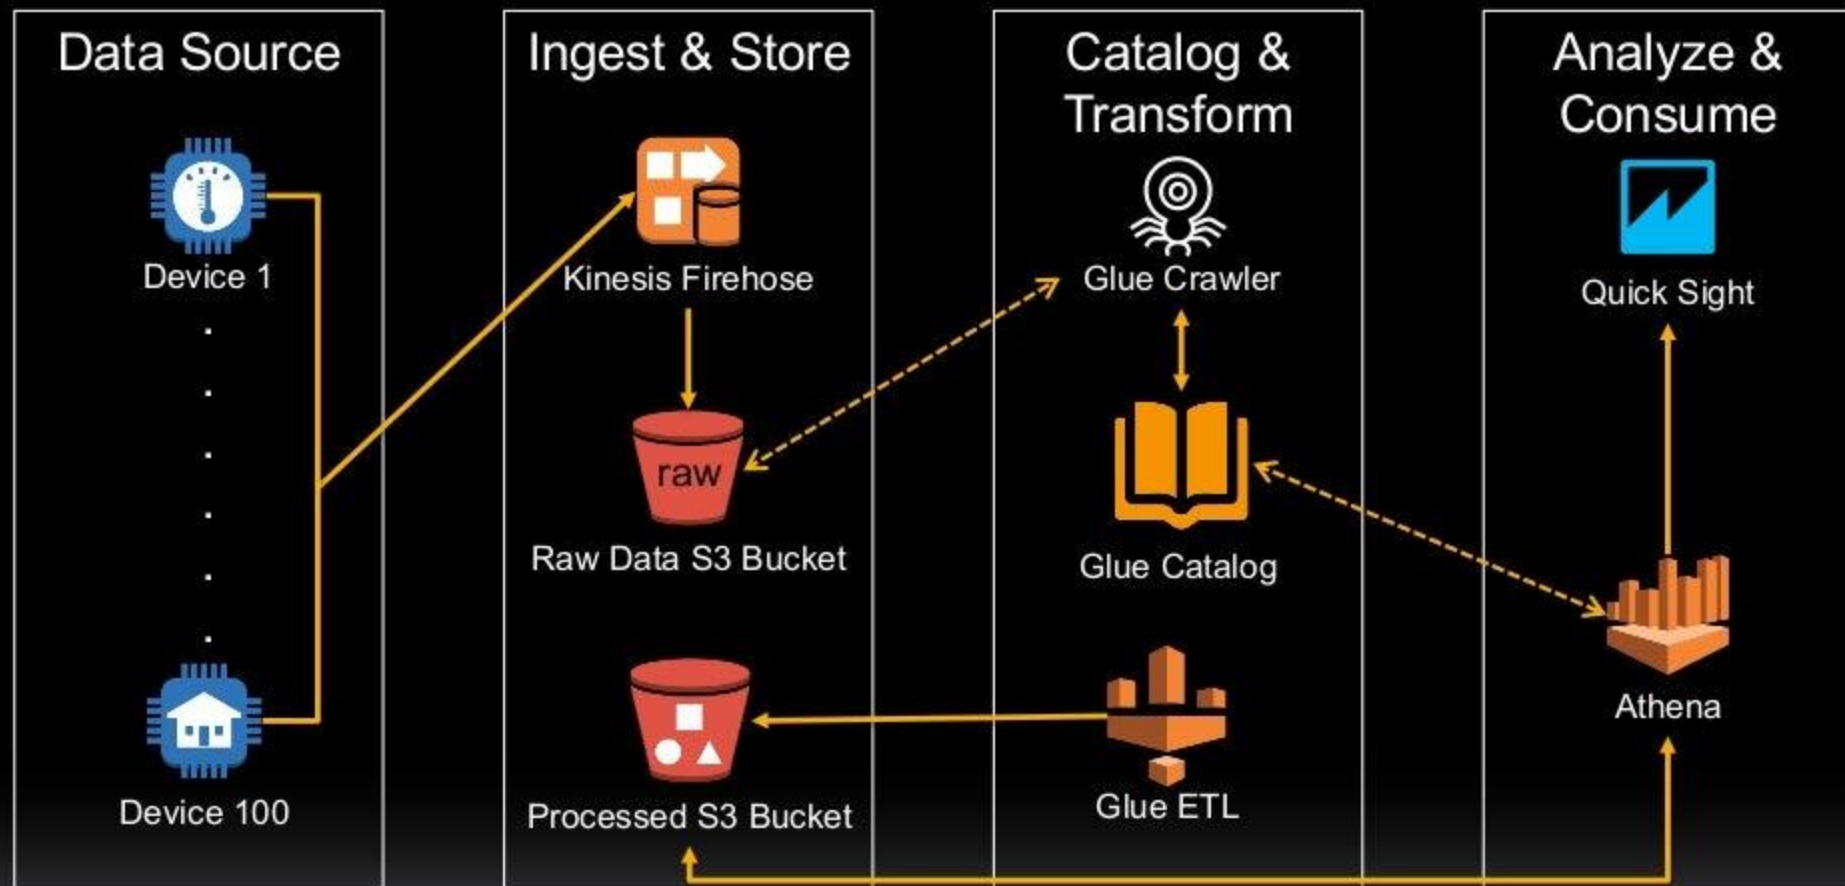 Data Source
Device 1
Device 100
Ingest & Store
Kinesis Firehose
raw
Raw Data S3 Bucket
Processed S3 Bucket
Catalog &
Transform
Glue Crawler
Glue Catalog
Glue ETL
Analyze &
Consume
Quick Sight
Athena